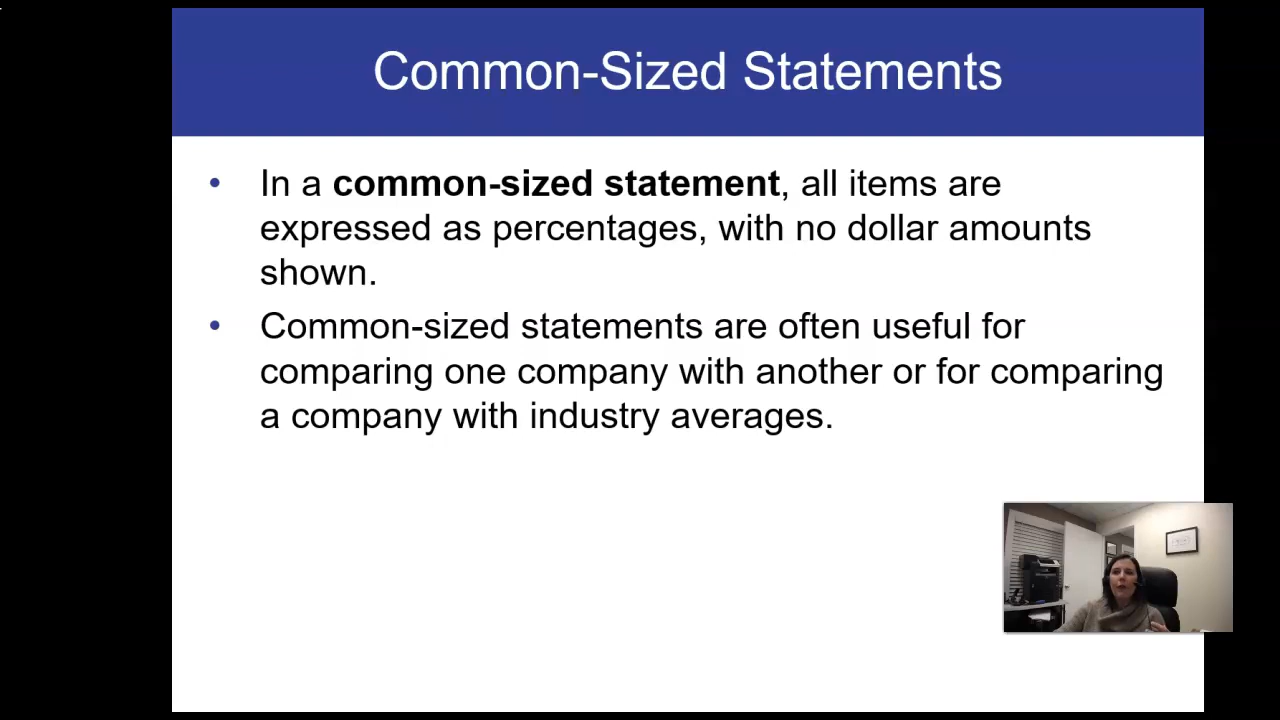 Common-Sized Statements
• In a common-sized statement, all items are
expressed as percentages, with no dollar amounts
shown.
• Common-sized statements are often useful for
comparing one company with another or for comparing
a company with industry averages.